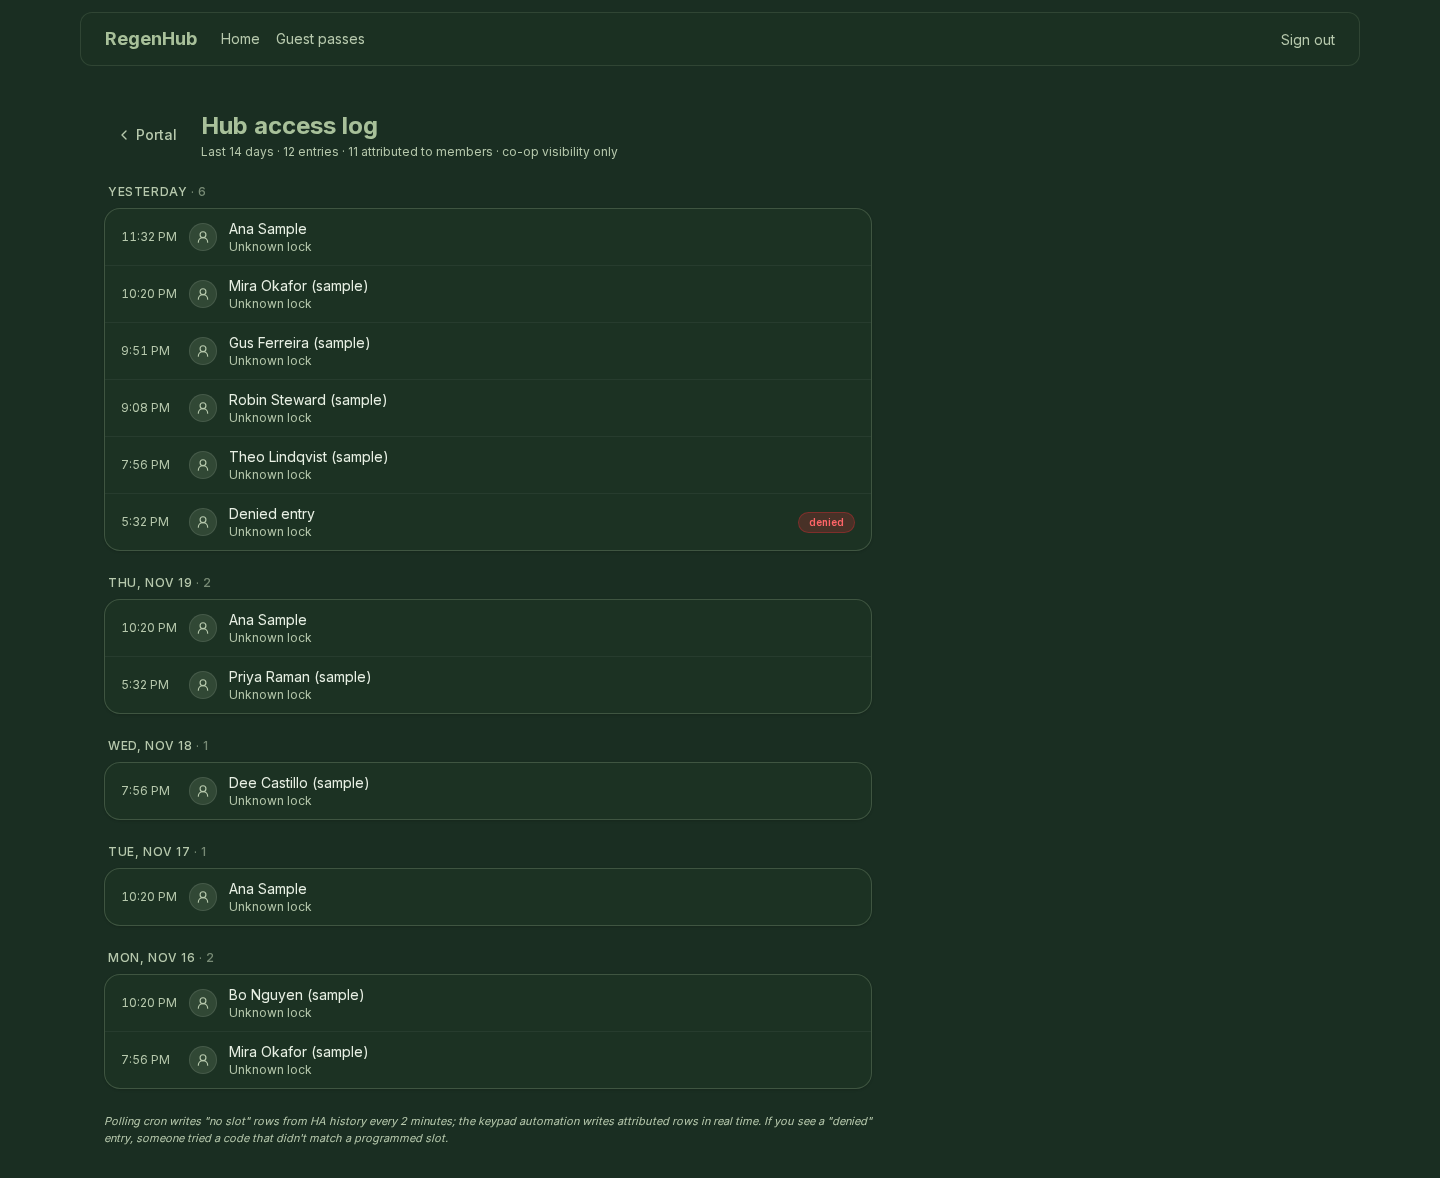 RegenHub
Home
Guest passes
Sign out
Portal
Hub access log
Last 14 days · 12 entries · 11 attributed to members · co-op visibility only
YESTERDAY · 6
11:32 PM
Ana Sample
Unknown lock
10:20 PM
Mira Okafor (sample)
Unknown lock
9:51 PM
Gus Ferreira (sample)
Unknown lock
9:08 PM
Robin Steward (sample)
Unknown lock
7:56 PM
Theo Lindqvist (sample)
Unknown lock
5:32 PM
Denied entry
Unknown lock
denied
THU, NOV 19 · 2
10:20 PM
Ana Sample
Unknown lock
5:32 PM
Priya Raman (sample)
Unknown lock
WED, NOV 18 · 1
7:56 PM
Dee Castillo (sample)
Unknown lock
TUE, NOV 17 · 1
10:20 PM
Ana Sample
Unknown lock
MON, NOV 16 · 2
10:20 PM
Bo Nguyen (sample)
Unknown lock
7:56 PM
Mira Okafor (sample)
Unknown lock
Polling cron writes "no slot" rows from HA history every 2 minutes; the keypad automation writes attributed rows in real time. If you see a "denied"
entry, someone tried a code that didn't match a programmed slot.